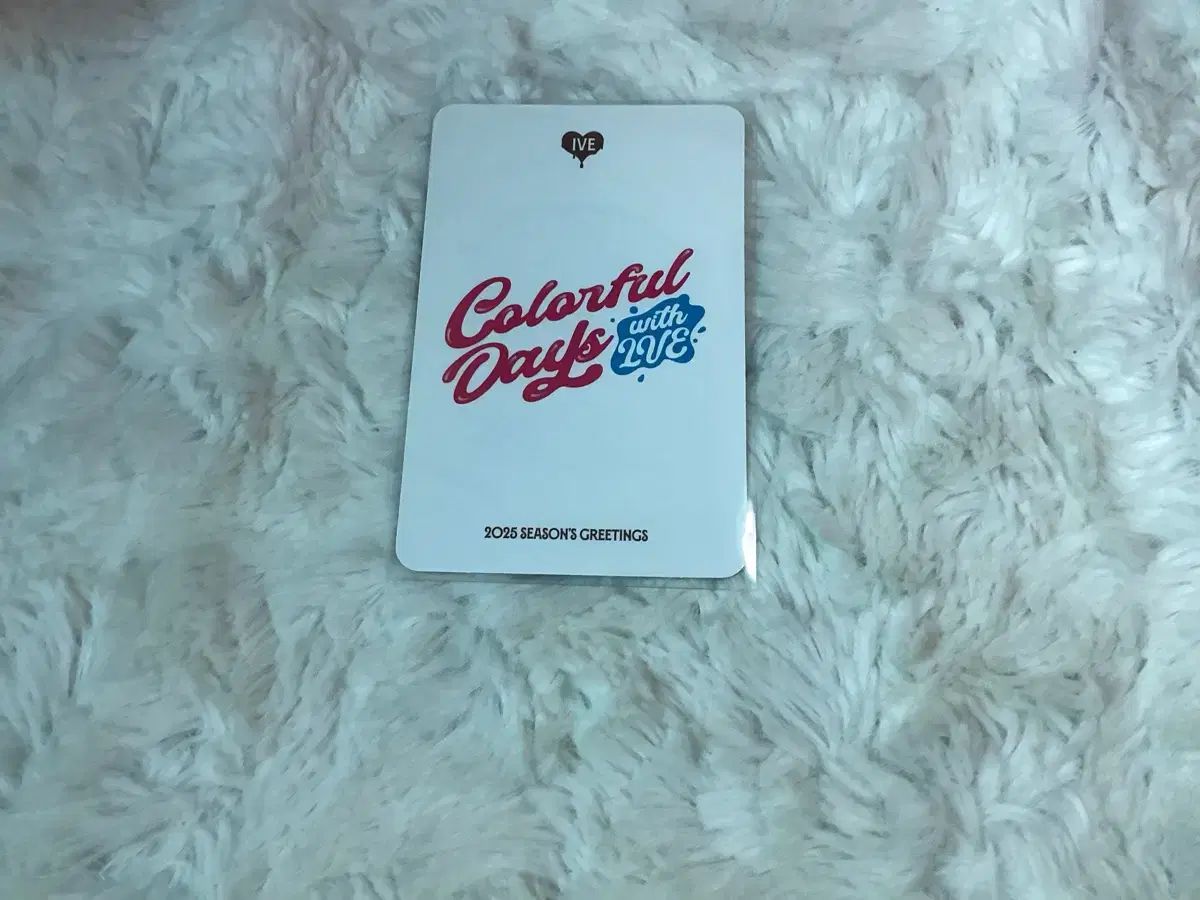 IVE
Colorful
Days with
IVE
2025 SEASON'S GREETINGS